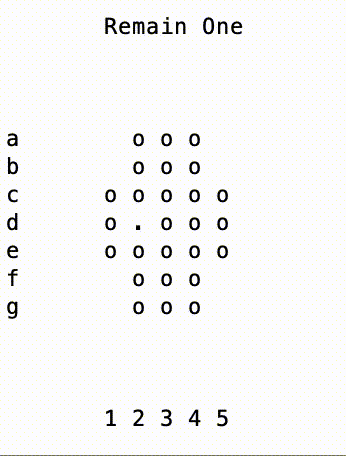 Remain One
a o o o
b o o o
c o o o o o
d o . o o o
e o o o o o
f o o o
g o o o
1 2 3 4 5